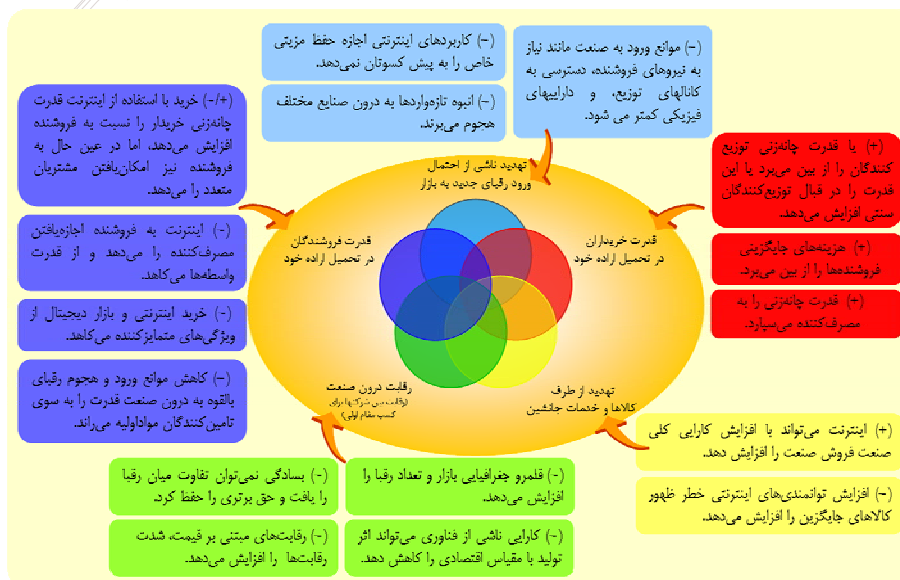 (–) کاربردهای اینترنتی اجازه حفظ مزیتی
خاص را به پیش کسوتان نمی‌دهد.
(–) انبوه تازه‌واردها به درون صنایع مختلف
هجوم می‌برند.
(–) موانع ورود به صنعت مانند نیاز
به نیروهای فروشنده، دسترسی به
کانالهای توزیع، و داراییهای
فیزیکی کمتر می شود.
(+/-) خرید با استفاده از اینترنت قدرت
چانه‌زنی خریدار را نسبت به فروشنده
افزایش می‌دهد، اما در عین حال به
فروشنده نیز امکان‌یافتن مشتریان
متعدد را می‌دهد.
(–) اینترنت به فروشنده اجازه‌یافتن
مصرف‌کننده را می‌دهد و از قدرت
واسطه‌ها می‌کاهد.
(–) خرید اینترنتی و بازار دیجیتال از
ویژگی‌های متمایزکننده می‌کاهد.
(–) کاهش موانع ورود و هجوم رقبای
بالقوه به درون صنعت قدرت را به سوی
تامین‌کنندگان مواداولیه می‌راند.
(+) یا قدرت چانه‌زنی توزیع
کنندگان را از بین می‌برد یا این
قدرت را در قبال توزیع‌کنندگان
سنتی افزایش می‌دهد.
(+) هزینه‌های جایگزینی
فروشنده‌ها را از بین می‌برد.
(+) قدرت چانه‌زنی را به
مصرف‌کننده می‌سپارد.
تهدید ناشی از احتمال
ورود رقبای جدید به بازار
قدرت خریداران
در تحمیل اراده خود
قدرت فروشندگان
در تحمیل اراده خود
تهدید از طرف
کالاها و خدمات جانشین
رقابت درون صنعت
(رقابت بین شرکتها برای
کسب مقام اولی)
(+) اینترنت می‌تواند با افزایش کارایی کلی
صنعت فروش صنعت را افزایش دهد.
(–) افزایش توانمندی‌های اینترنتی خطر ظهور
کالاهای جایگزین را افزایش می‌دهد.
(-) قلمرو جغرافیایی بازار و تعداد رقبا را
افزایش می‌دهد.
(-) بسادگی نمی‌توان تفاوت میان رقبا
را یافت و حق برتری را حفظ کرد.
(-) کارایی ناشی از فناوری می‌تواند اثر
تولید با مقیاس اقتصادی را کاهش دهد.
(-) رقابت‌های مبتنی بر قیمت، شدت
رقابت‌ها را افزایش می‌دهد.